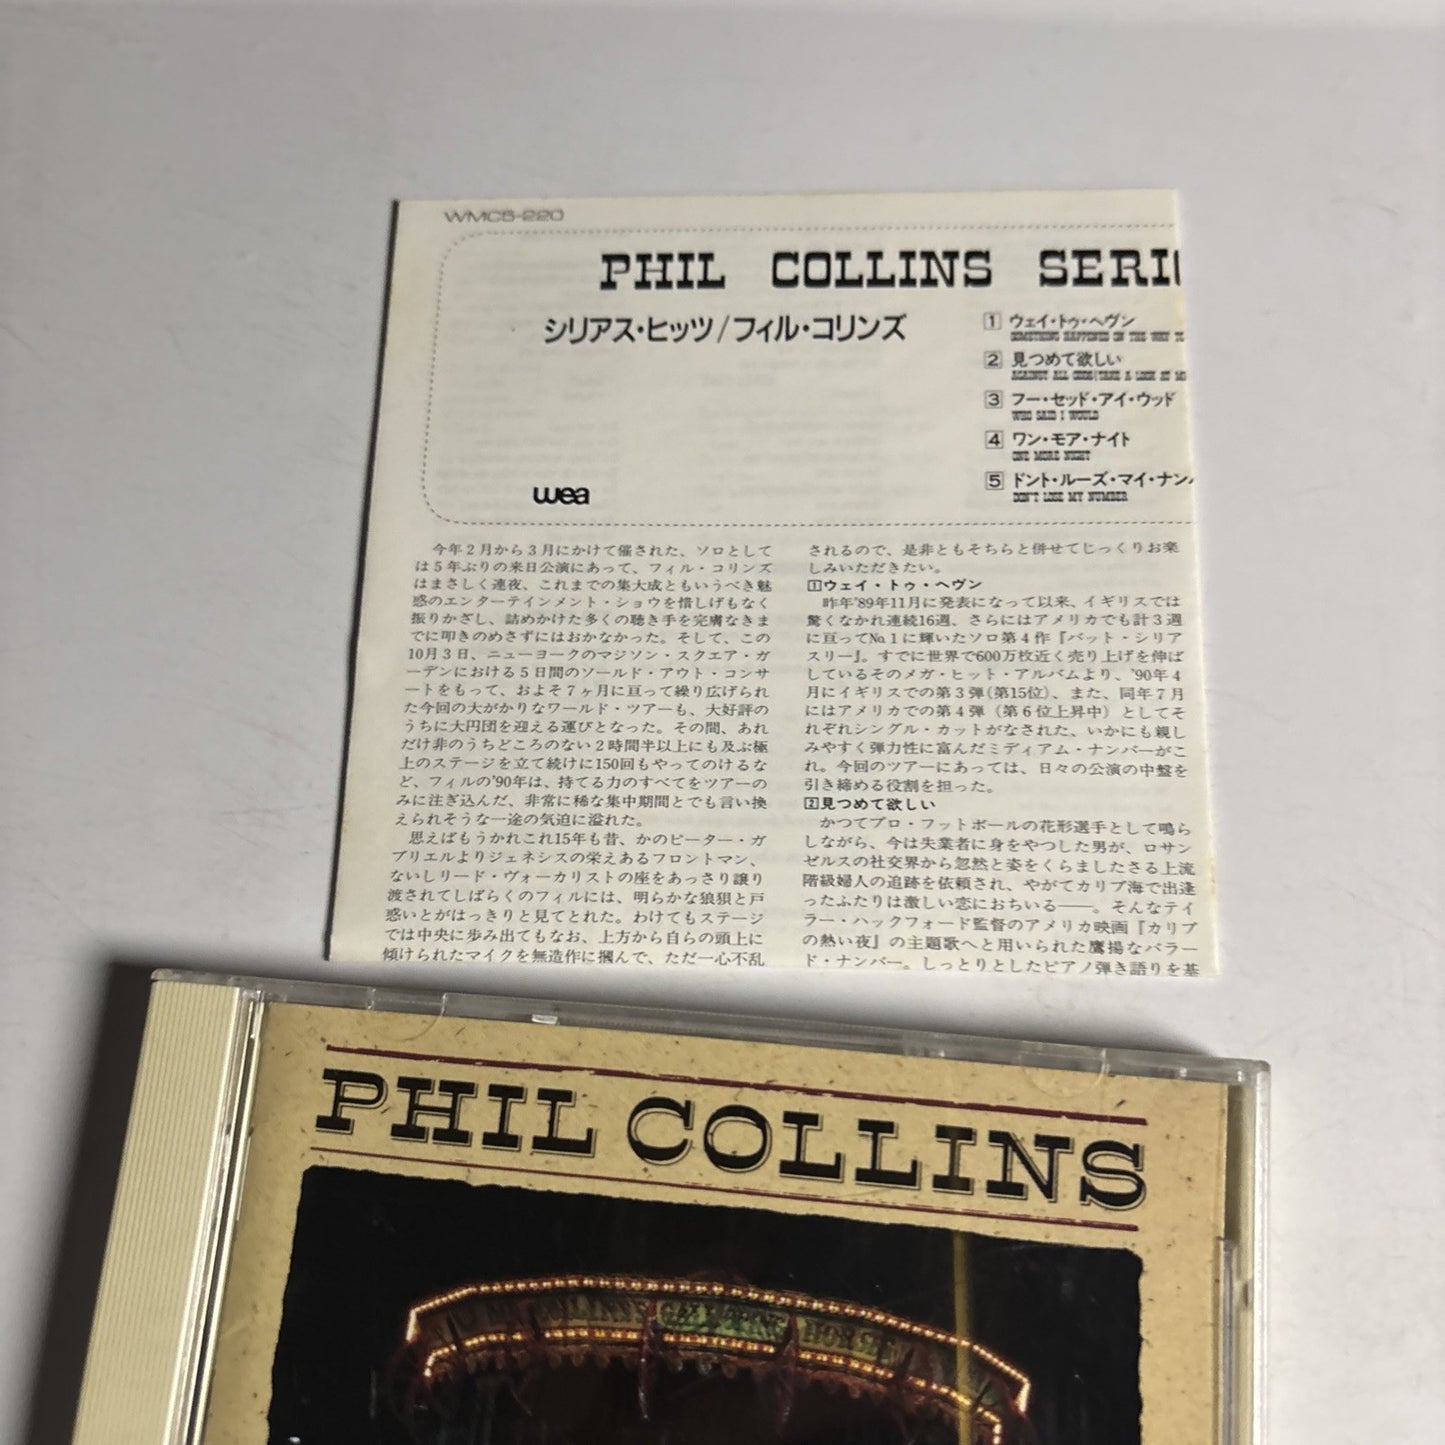 WMC5-220
PHIL COLLINS SERI
シリアス・ヒッツ/フィル・コリンズ
1 ウェイ・トゥ・ヘヴン
SOMETHING HAPPENED ON THE WAY TO
2 見つめて欲しい
AGAINST ALL ODDS (TAKE A LOOK AT ME
3 フー・セッド・アイ・ウッド
WHO SAID I WOULD
4 ワン・モア・ナイト
ONE MORE NIGHT
5 ドント・ルーズ・マイ・ナン
DON'T LOSE MY NUMBER
wea
今年2月から3月にかけて催された、ソロとして
は5年ぶりの来日公演にあって、フィル・コリンズ
はまさしく連夜、これまでの集大成ともいうべき魅
惑のエンターテインメント・ショウを惜しげもなく
振りかざし、詰めかけた多くの聴き手を完膚なきま
でに叩きのめさずにはおかなかった。そして、この
10月3日、ニューヨークのマジソン・スクエア・ガ
ーデンにおける5日間のソールド・アウト・コンサ
ートをもって、およそ7ヶ月に亘って繰り広げられ
た今回の大がかりなワールド・ツアーも、大好評の
うちに大円団を迎える運びとなった。その間、あれ
だけ非のうちどころのない2時間半以上にも及ぶ極
上のステージを立て続けに150回もやってのけるな
ど、フィルの'90年は、持てる力のすべてをツアーの
みに注ぎ込んだ、非常に稀な集中期間とでも言い換
えられそうな一途の気迫に溢れた。
思えばもうかれこれ15年も昔、かのピーター・ガ
ブリエルよりジェネシスの栄えあるフロントマン、
ないしリード・ヴォーカリストの座をあっさり譲り
渡されてしばらくのフィルには、明らかな狼狽と戸
惑いとがはっきりと見てとれた。わけてもステージ
では中央に歩み出てもなお、上方から自らの頭上に
傾けられたマイクを無造作に掴んで、ただ一心不乱
されるので、是非ともそちらと併せてじっくりお楽
しみいただきたい。
1ウェイ・トゥ・ヘヴン
昨年'89年11月に発表になって以来、イギリスでは
驚くなかれ連続16週、さらにはアメリカでも計3週
に亘ってNo.1に輝いたソロ第4作『バット・シリア
スリー』。すでに世界で600万枚近く売り上げを伸ば
しているそのメガ・ヒット・アルバムより、'90年4
月にイギリスでの第3弾(第15位)、また、同年7月
にはアメリカでの第4弾(第6位上昇中)としてそ
れぞれシングル・カットがなされた、いかにも親し
みやすく弾力性に富んだミディアム・ナンバーがこ
れ。今回のツアーにあっては、日々の公演の中盤を
引き締める役割を担った。
2見つめて欲しい
かつてプロ・フットボールの花形選手として鳴ら
しながら、今は失業者に身をやつした男が、ロサン
ゼルスの社交界から忽然と姿をくらましたさる上流
階級婦人の追跡を依頼され、やがてカリブ海で出逢
ったふたりは激しい恋におちいる――。そんなテイ
ラー・ハックフォード監督のアメリカ映画『カリブ
の熱い夜』の主題歌へと用いられた鷹揚なバラー
ド・ナンバー。しっとりとしたピアノ弾き語りを基
PHIL COLLINS
GALLOPING HORSES